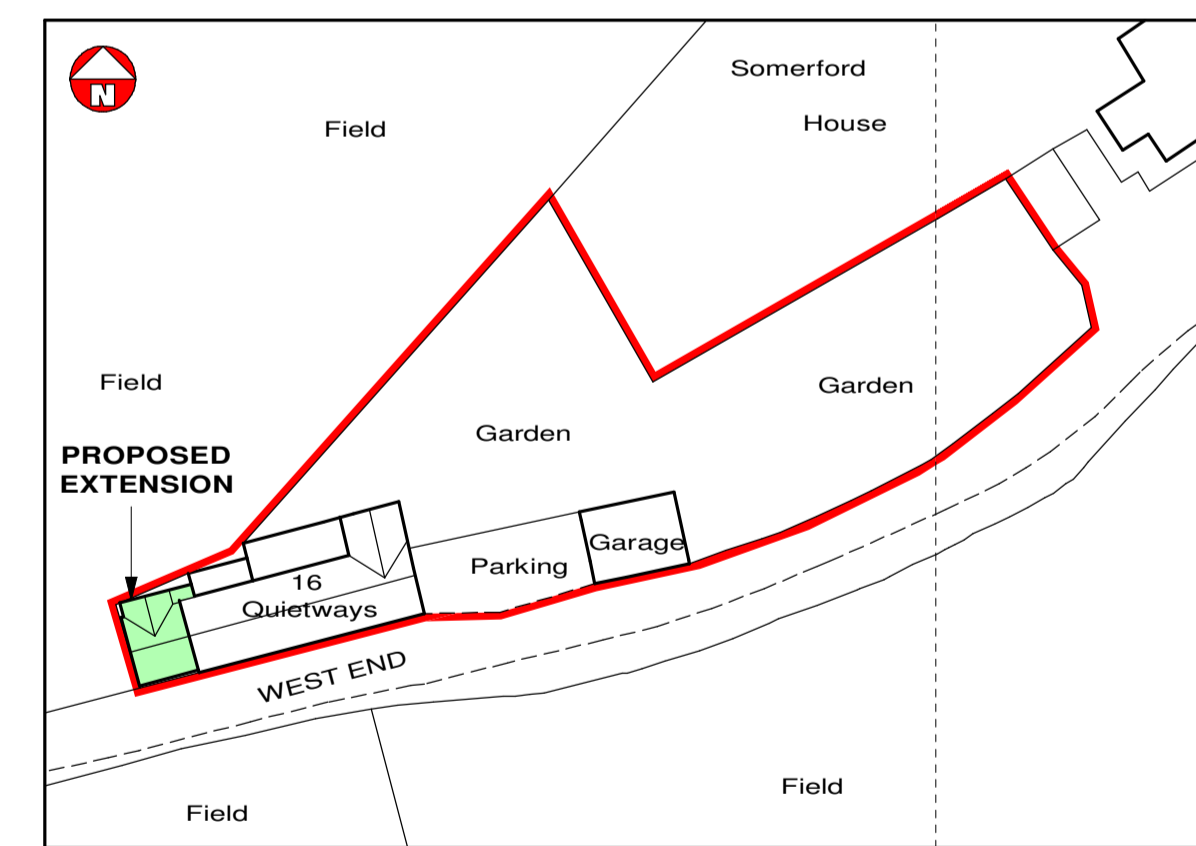 Somerford
House
N
Field
Field
Garden
Garden
PROPOSED
EXTENSION
Garage
Parking
16
Quietways
WEST END
Field
Field